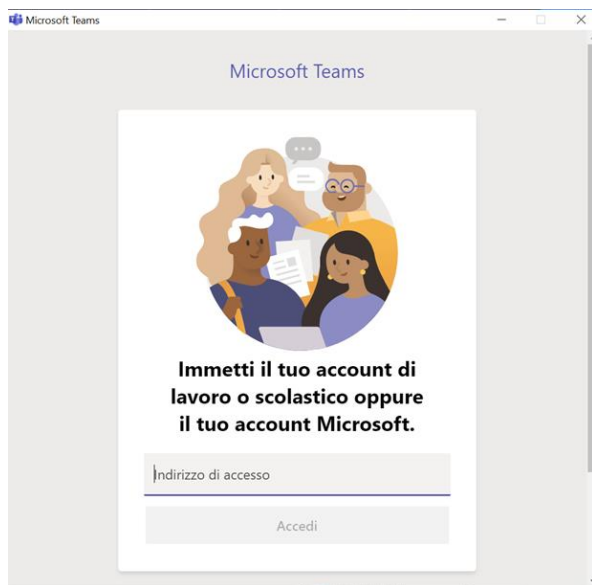 Microsoft Teams
Microsoft Teams
Immetti il tuo account di
lavoro o scolastico oppure
il tuo account Microsoft.
Indirizzo di accesso
Accedi